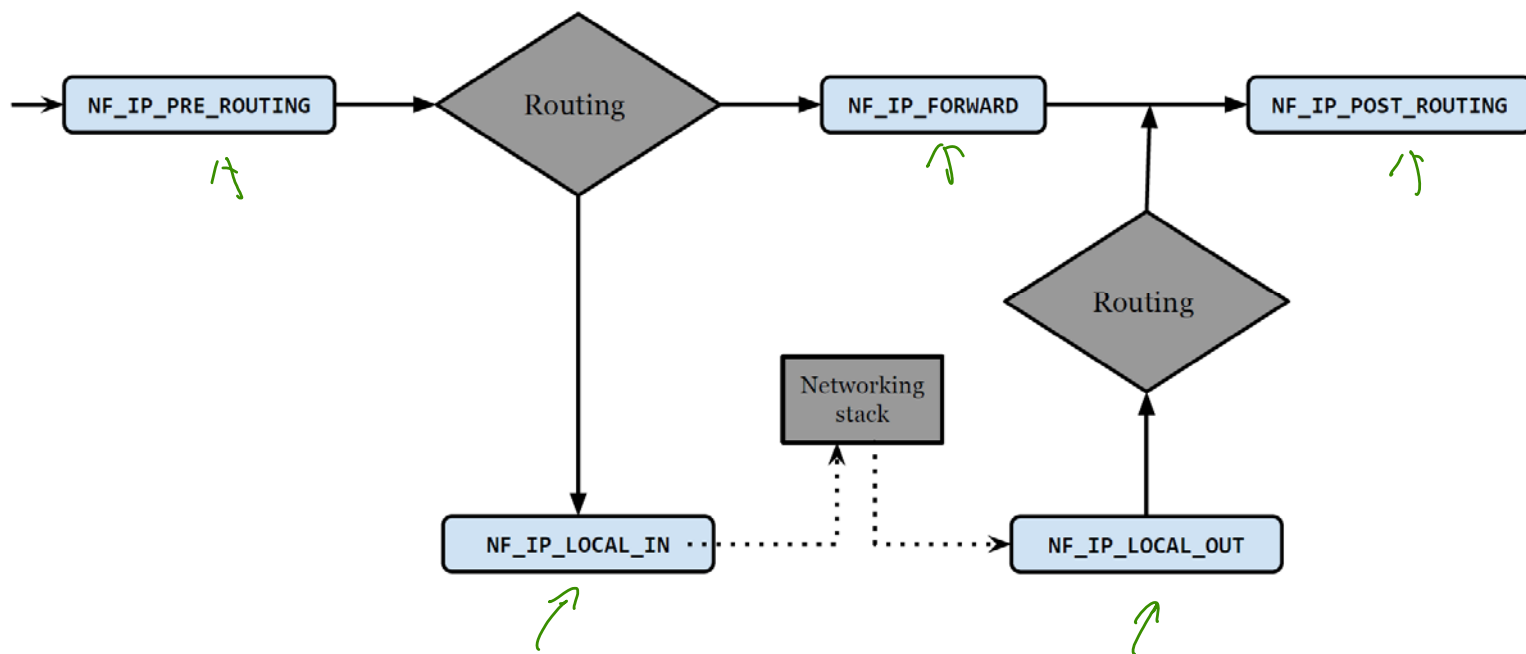 NF_IP_PRE_ROUTING
Routing
NF_IP_FORWARD
NF_IP_POST_ROUTING
Routing
Networking
stack
NF_IP_LOCAL_IN
NF_IP_LOCAL_OUT